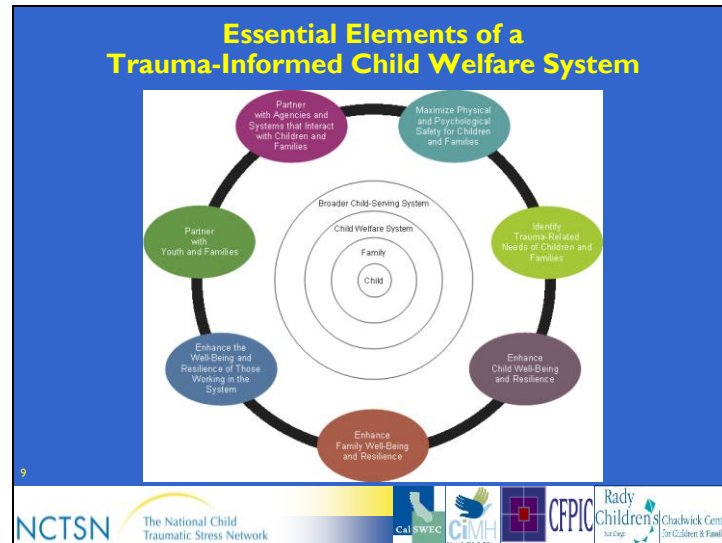 Essential Elements of a
Trauma-Informed Child Welfare System
Partner
with Agencies and
Systems that Interact
with Children and
Families
Maximize Physical
and Psychological
Safety for Children
and Families
Identify
Trauma-Related
Needs of Children and
Families
Enhance
Child Well-Being
and Resilience
Enhance
Family Well-Being
and Resilience
Enhance the
Well-Being and
Resilience of Those
Working in the
System
Partner
with
Youth and Families
Broader Child-Serving System
Child Welfare System
Family
Child
9
NCTSN
The National Child
Traumatic Stress Network
Cal SWEC
CiMH
CFPIC
Rady
Children's
San Diego
Chadwick Cent
for Children & Famili